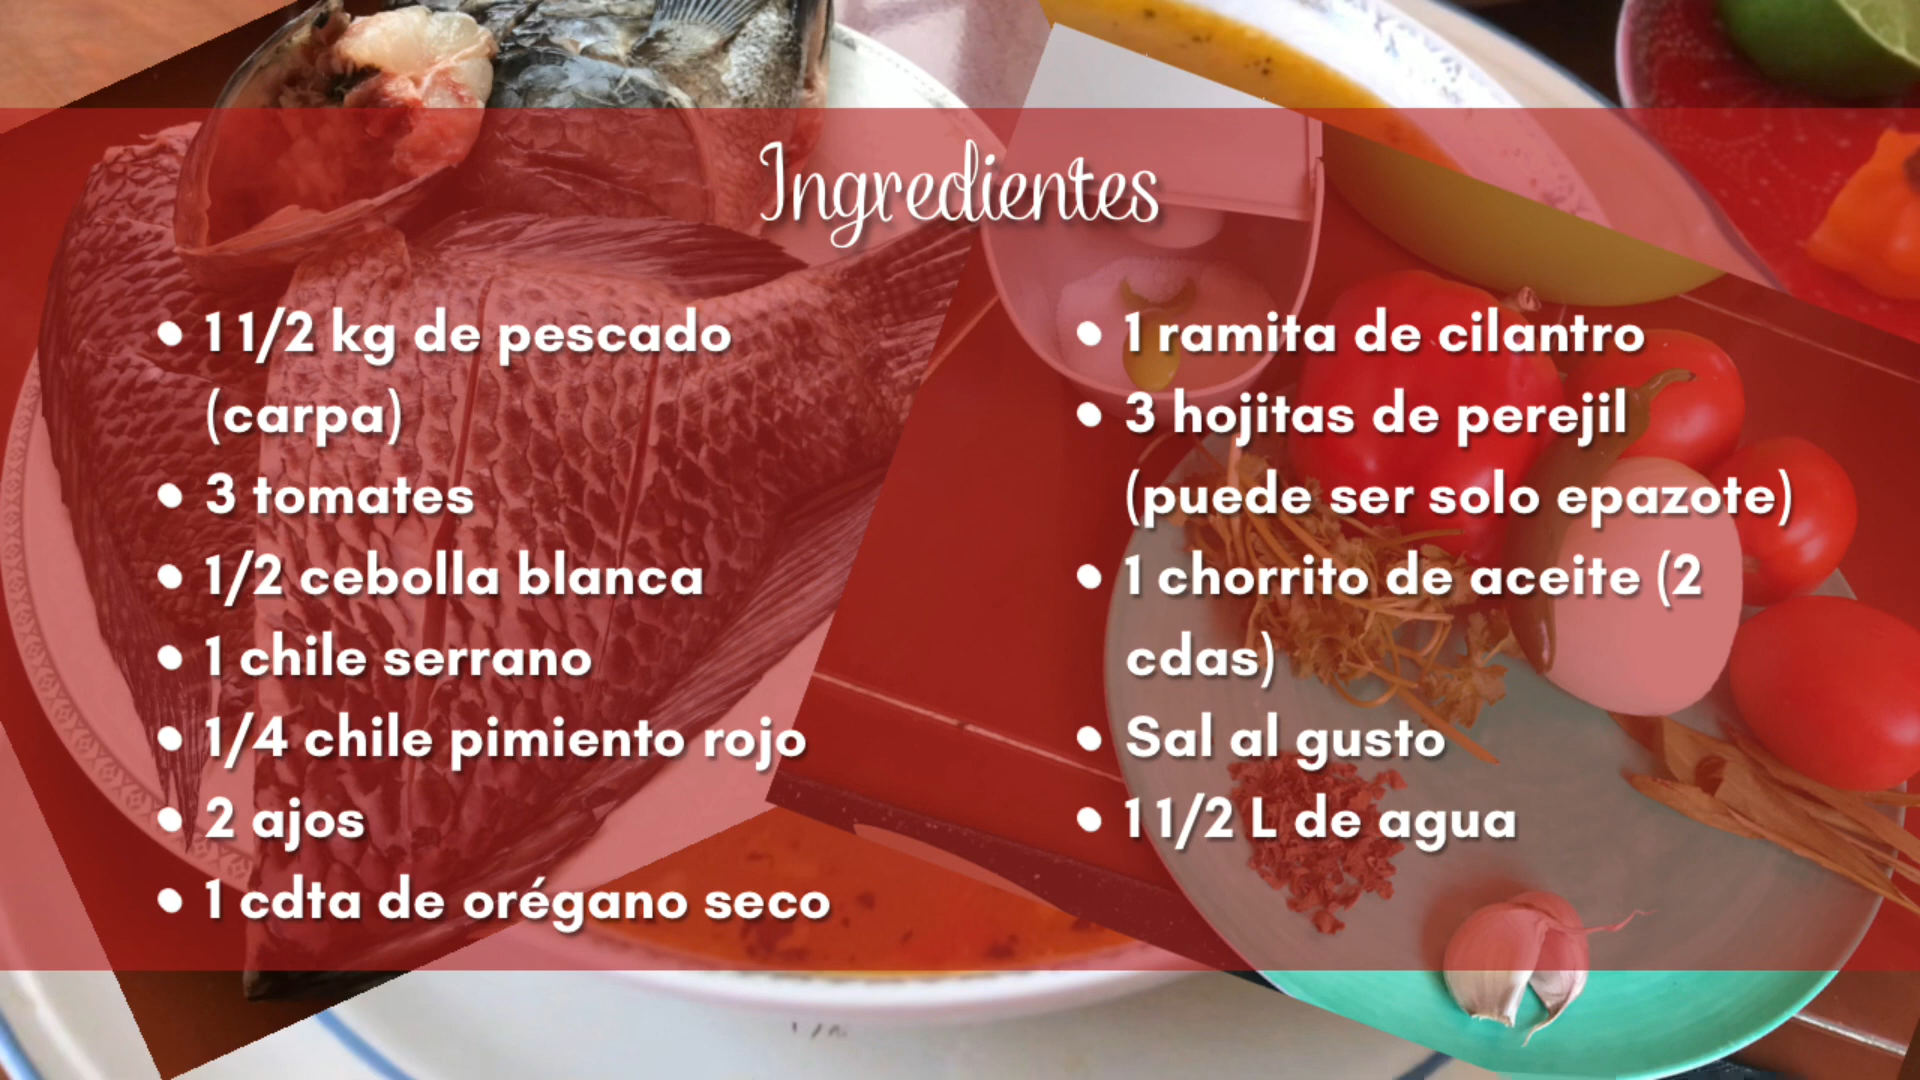 Ingredientes
• 1 1/2 kg de pescado
(carpa)
• 3 tomates
• 1/2 cebolla blanca
• 1 chile serrano
• 1/4 chile pimiento rojo
• 2 ajos
• 1 cdta de orégano seco
• 1 ramita de cilantro
• 3 hojitas de perejil
(puede ser solo epazote)
• 1 chorrito de aceite (2
cdas)
• Sal al gusto
• 1 1/2 L de agua